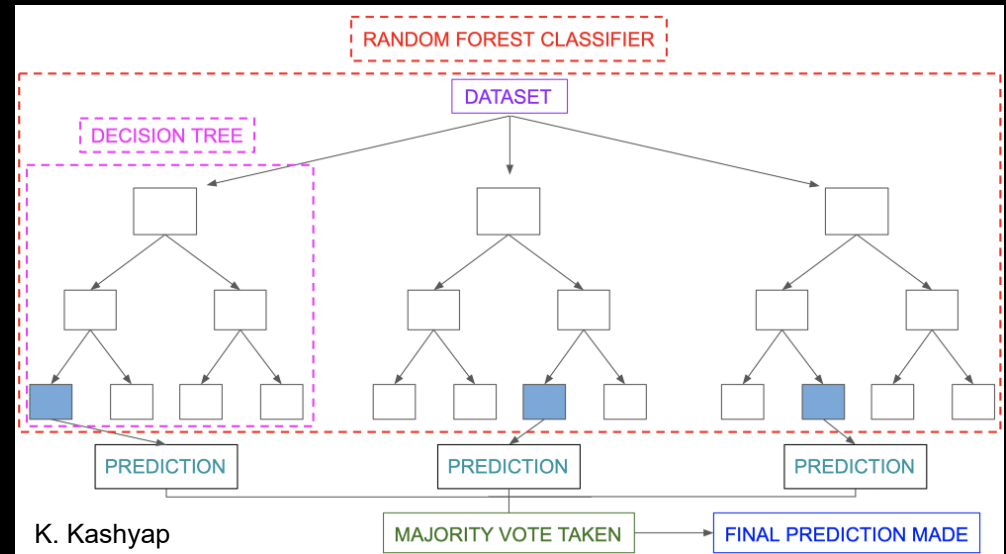 RANDOM FOREST CLASSIFIER
DATASET
DECISION TREE
PREDICTION
PREDICTION
PREDICTION
K. Kashyap
MAJORITY VOTE TAKEN
FINAL PREDICTION MADE